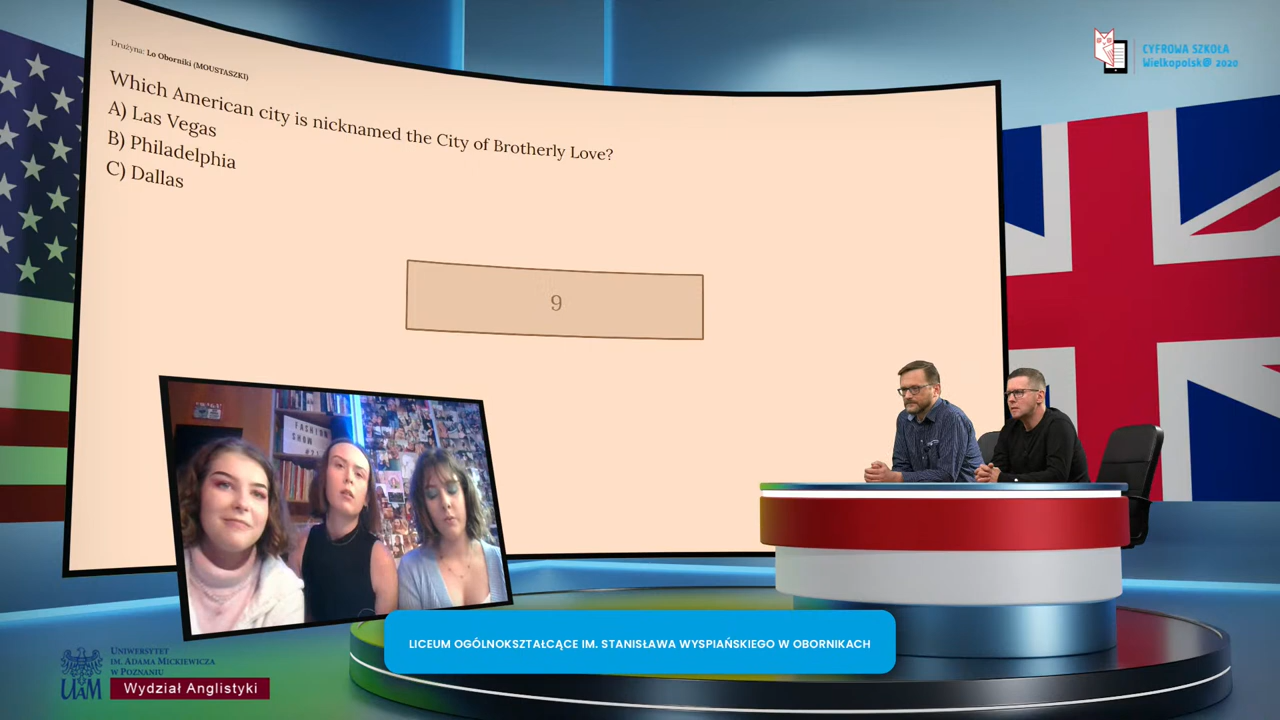 Drużyna: Lo Oborniki (MOUSTASZKI)
Which American city is nicknamed the City of Brotherly Love?
A) Las Vegas
B) Philadelphia
C) Dallas
9
CYFROWA SZKOŁA
Wielkopolsk@ 2020
FASHION
SHOW
LICEUM OGÓLNOKSZTAŁCĄCE IM. STANISŁAWA WYSPIAŃSKIEGO W OBORNIKACH
UAM
UNIWERSYTET
IM. ADAMA MICKIEWICZA
W POZNANIU
Wydział Anglistyki